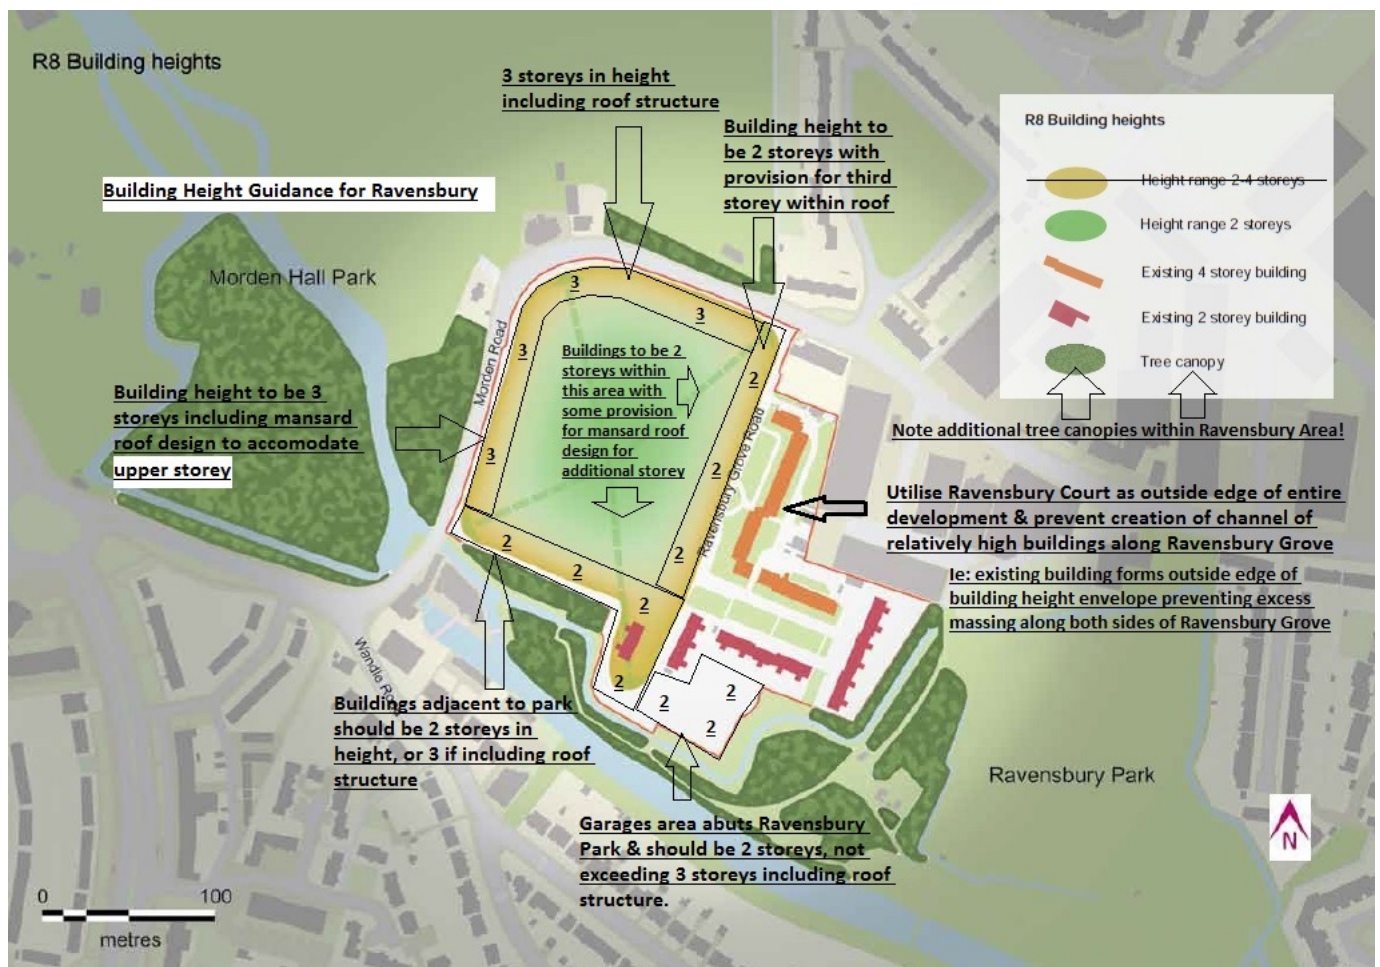 R8 Building heights
3 storeys in height
including roof structure
Building height to
be 2 storeys with
provision for third
storey within roof
Building Height Guidance for Ravensbury
R8 Building heights
Height range 2-4 storeys
Height range 2 storeys
Existing 4 storey building
Existing 2 storey building
Tree canopy
Note additional tree canopies within Ravensbury Area!
Morden Hall Park
Morden Road
3
3
3
3
Buildings to be 2
storeys within
this area with
some provision
for mansard roof
design for
additional storey
2
2
2
Ravensbury Grove Road
Building height to be 3
storeys including mansard
roof design to accomodate
upper storey
Utilise Ravensbury Court as outside edge of entire
development & prevent creation of channel of
relatively high buildings along Ravensbury Grove
Ie: existing building forms outside edge of
building height envelope preventing excess
massing along both sides of Ravensbury Grove
2
2
2
2
2
2
2
Wandle Road
Buildings adjacent to park
should be 2 storeys in
height, or 3 if including roof
structure
Ravensbury Park
Garages area abuts Ravensbury
Park & should be 2 storeys, not
exceeding 3 storeys including roof
structure.
N
0 100
metres